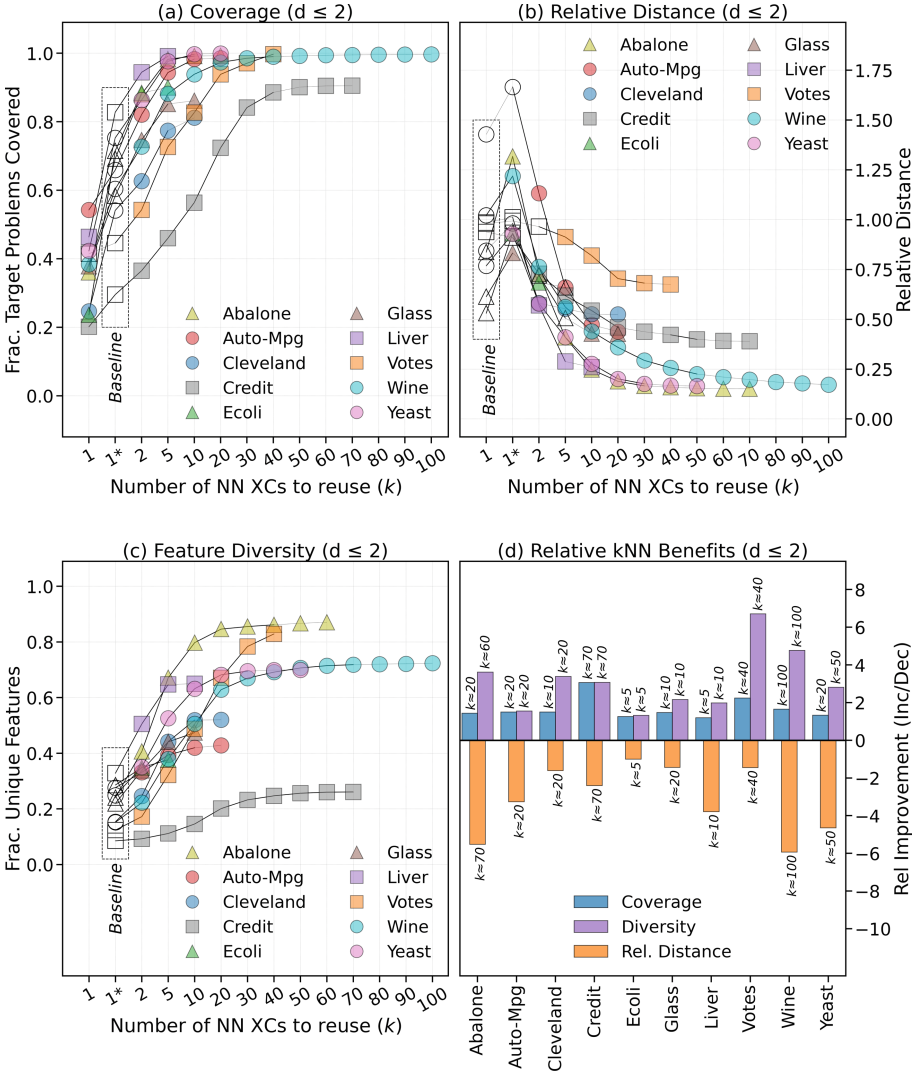 (a) Coverage (d ≤ 2)
Frac. Target Problems Covered
1.0
0.8
0.6
0.4
0.2
0.0
Baseline
Abalone
Auto-Mpg
Cleveland
Credit
Ecoli
Glass
Liver
Votes
Wine
Yeast
1 1* 2 5 10 20 30 40 50 60 70 80 90 100
Number of NN XCs to reuse (k)
(b) Relative Distance (d ≤ 2)
Abalone
Auto-Mpg
Cleveland
Credit
Ecoli
Glass
Liver
Votes
Wine
Yeast
Baseline
1.75
1.50
1.25
1.00
0.75
0.50
0.25
0.00
Relative Distance
1 1* 2 5 10 20 30 40 50 60 70 80 90 100
Number of NN XCs to reuse (k)
(c) Feature Diversity (d ≤ 2)
Frac. Unique Features
1.0
0.8
0.6
0.4
0.2
0.0
Baseline
Abalone
Auto-Mpg
Cleveland
Credit
Ecoli
Glass
Liver
Votes
Wine
Yeast
1 1* 2 5 10 20 30 40 50 60 70 80 90 100
Number of NN XCs to reuse (k)
(d) Relative kNN Benefits (d ≤ 2)
k≈20 k≈60 k≈70
k≈20 k≈20 k≈20
k≈10 k≈20 k≈20
k≈70 k≈70 k≈70
k≈5 k≈5 k≈5
k≈10 k≈10 k≈20
k≈5 k≈10 k≈10
k≈40 k≈40 k≈40
k≈100 k≈100 k≈100
k≈20 k≈50 k≈50
Coverage
Diversity
Rel. Distance
8
6
4
2
0
−2
−4
−6
−8
−10
Rel Improvement (Inc/Dec)
Abalone
Auto-Mpg
Cleveland
Credit
Ecoli
Glass
Liver
Votes
Wine
Yeast